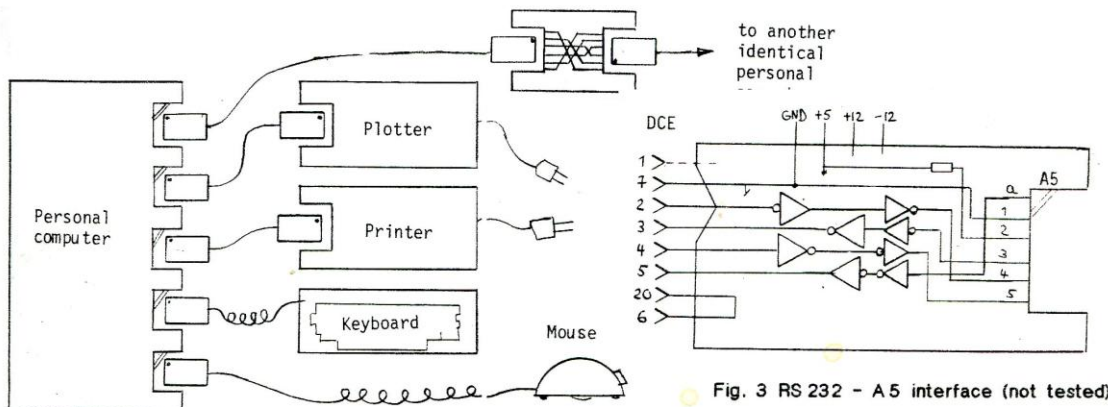 to another
identical
personal
Plotter
Personal
computer
Printer
Keyboard
Mouse
DCE
GND +5 +12 -12
1
7
2
3
4
5
20
6
a
A5
1
2
3
4
5
Fig. 3 RS 232 - A 5 interface (not tested)